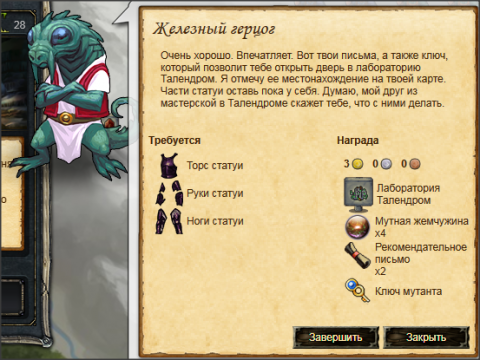 28
Железный герцог
Очень хорошо. Впечатляет. Вот твои письма, а также ключ,
который позволит тебе открыть дверь в лабораторию
Талендром. Я отмечу ее местонахождение на твоей карте.
Части статуи оставь пока у себя. Думаю, мой друг из
мастерской в Талендроме скажет тебе, что с ними делать.
Требуется
Торс статуи
Руки статуи
Ноги статуи
Награда
3 0 0
Лаборатория
Талендром
Мутная жемчужина
x4
Рекомендательное
письмо
x2
Ключ мутанта
Завершить
Закрыть